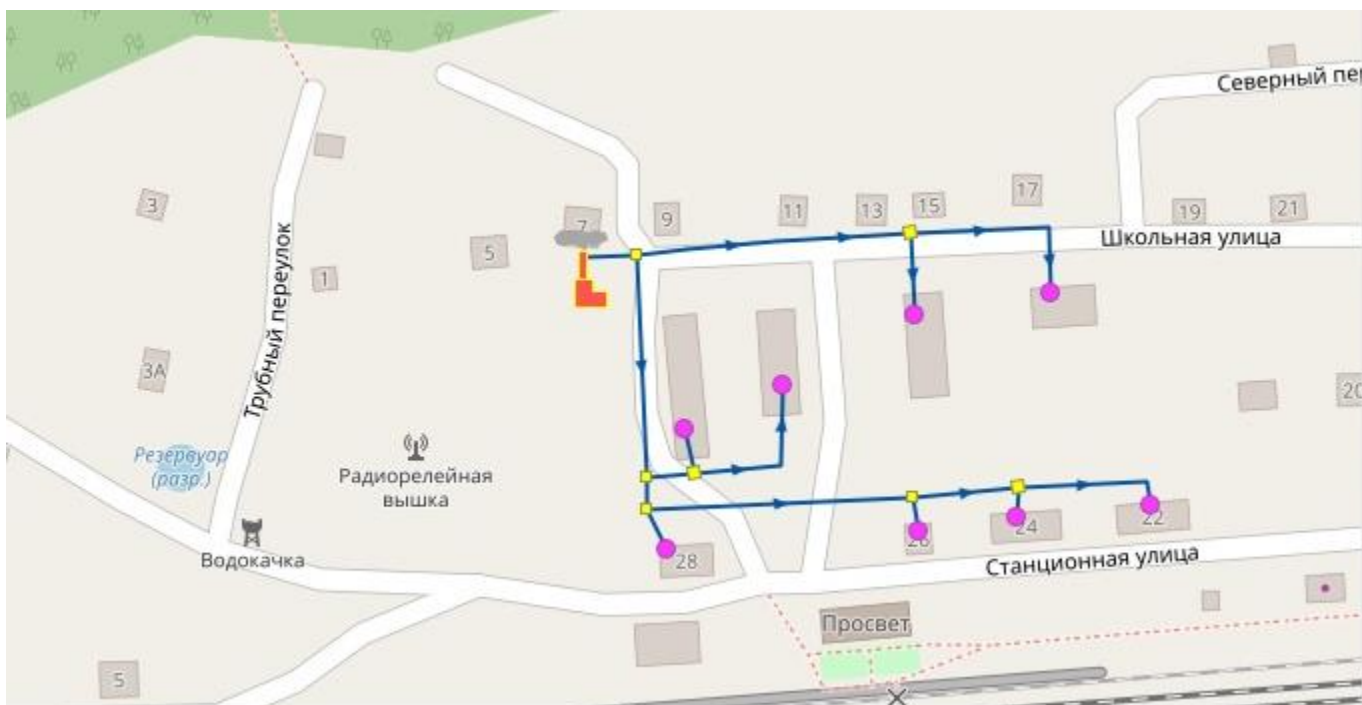 Северный пер
3
7
9
11
13
15
17
19
21
Школьная улица
5
1
Трубный переулок
3А
20
Резервуар
(разр.)
Радиорелейная
вышка
Водокачка
28
26
24
22
Станционная улица
Просвет
5